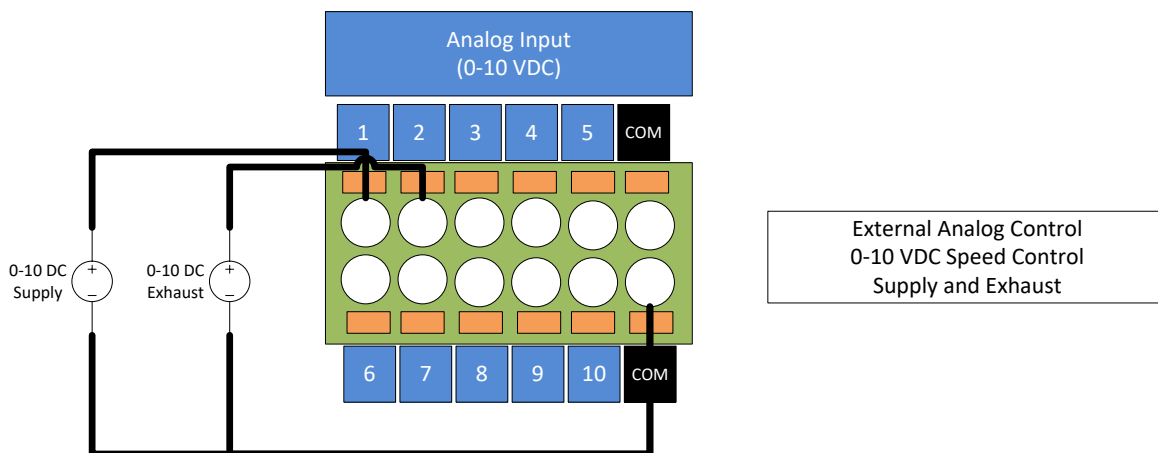 Analog Input
(0-10 VDC)
1 2 3 4 5 COM
0-10 DC
Supply
+
–
0-10 DC
Exhaust
+
–
External Analog Control
0-10 VDC Speed Control
Supply and Exhaust
6 7 8 9 10 COM